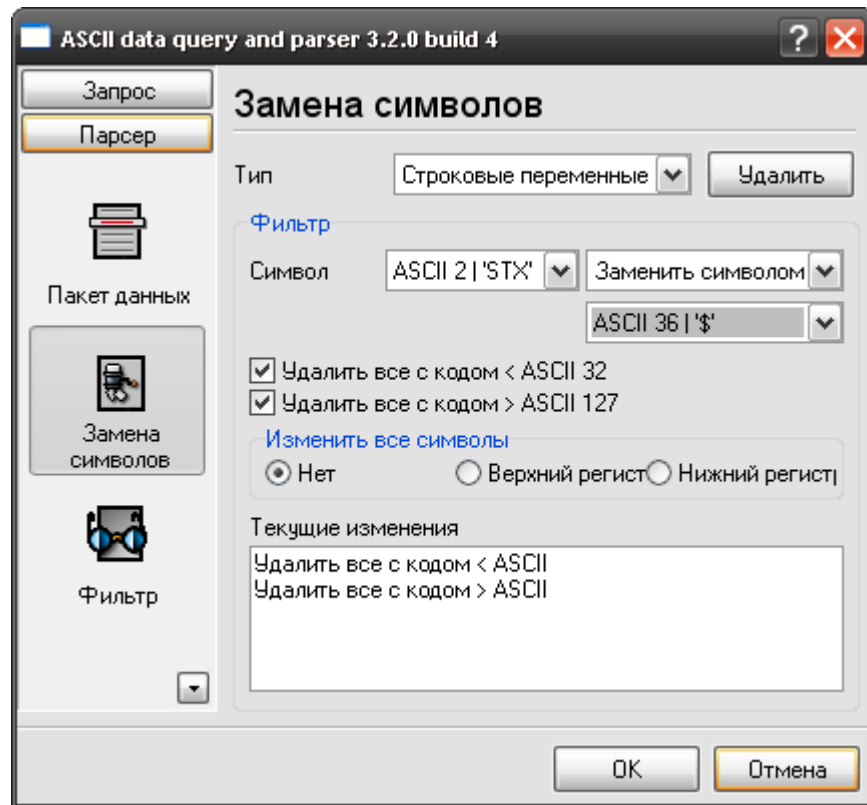 ASCII data query and parser 3.2.0 build 4
Запрос
Парсер
Пакет данных
Замена
символов
Фильтр
Замена символов
Тип
Строковые переменные
Удалить
Фильтр
Символ
ASCII 2 | 'STX'
Заменить символом
ASCII 36 | '$'
Удалить все с кодом < ASCII 32
Удалить все с кодом > ASCII 127
Изменить все символы
Нет
Верхний регист
Нижний регист
Текущие изменения
Удалить все с кодом < ASCII
Удалить все с кодом > ASCII
OK
Отмена